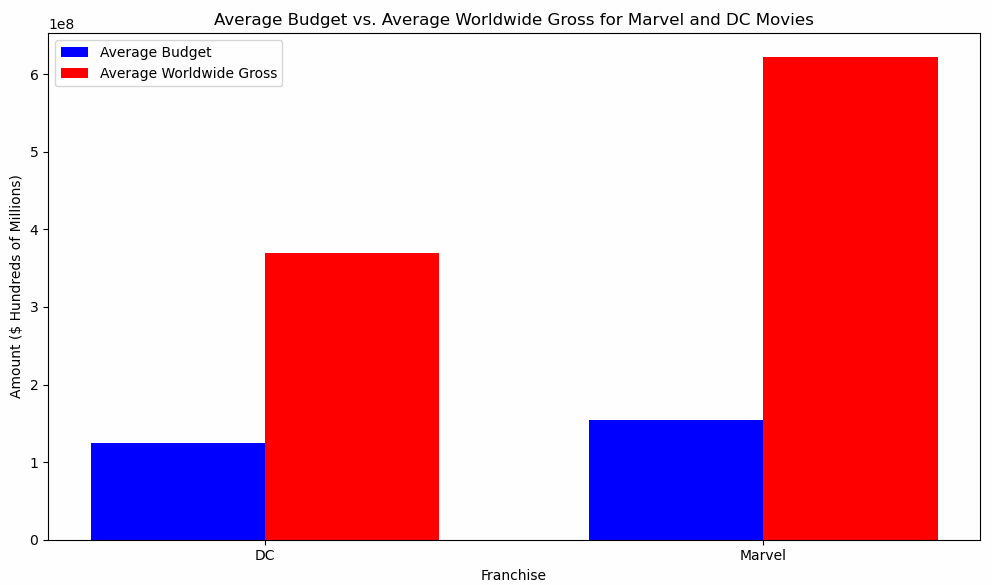 Average Budget vs. Average Worldwide Gross for Marvel and DC Movies
1e8
Average Budget
Average Worldwide Gross
6
5
4
3
2
1
0
Amount ($ Hundreds of Millions)
DC
Marvel
Franchise